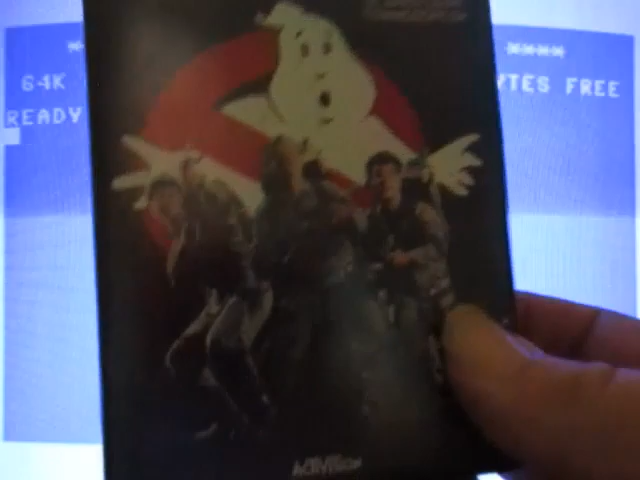 ****
****
64K
YTES FREE
READY
ACTIVISION